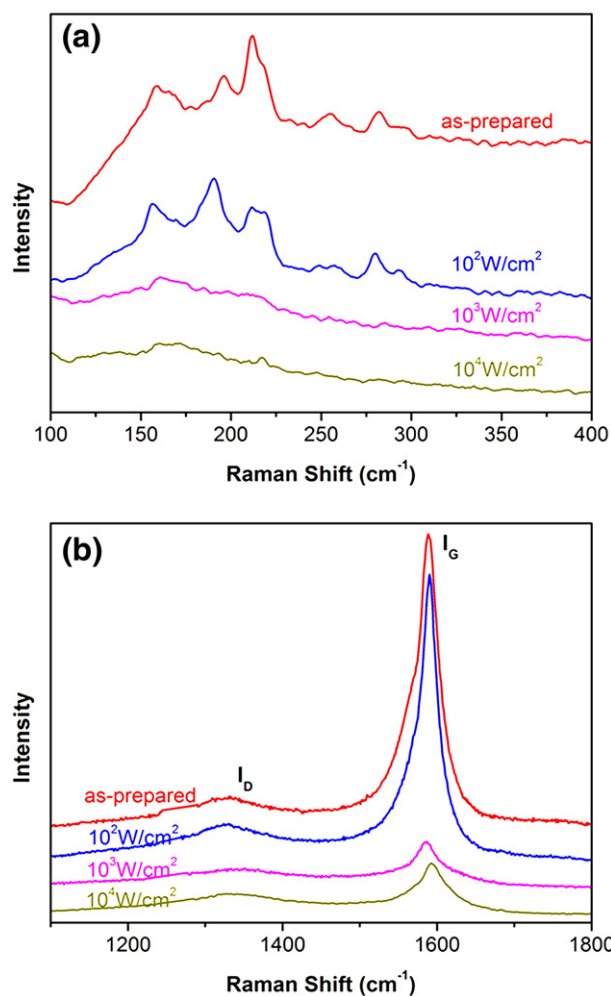 (a)
as-prepared
10²W/cm²
10³W/cm²
10⁴W/cm²
Intensity
100 150 200 250 300 350 400
Raman Shift (cm⁻¹)
(b)
I_G
I_D
as-prepared
10²W/cm²
10³W/cm²
10⁴W/cm²
Intensity
1200 1400 1600 1800
Raman Shift (cm⁻¹)